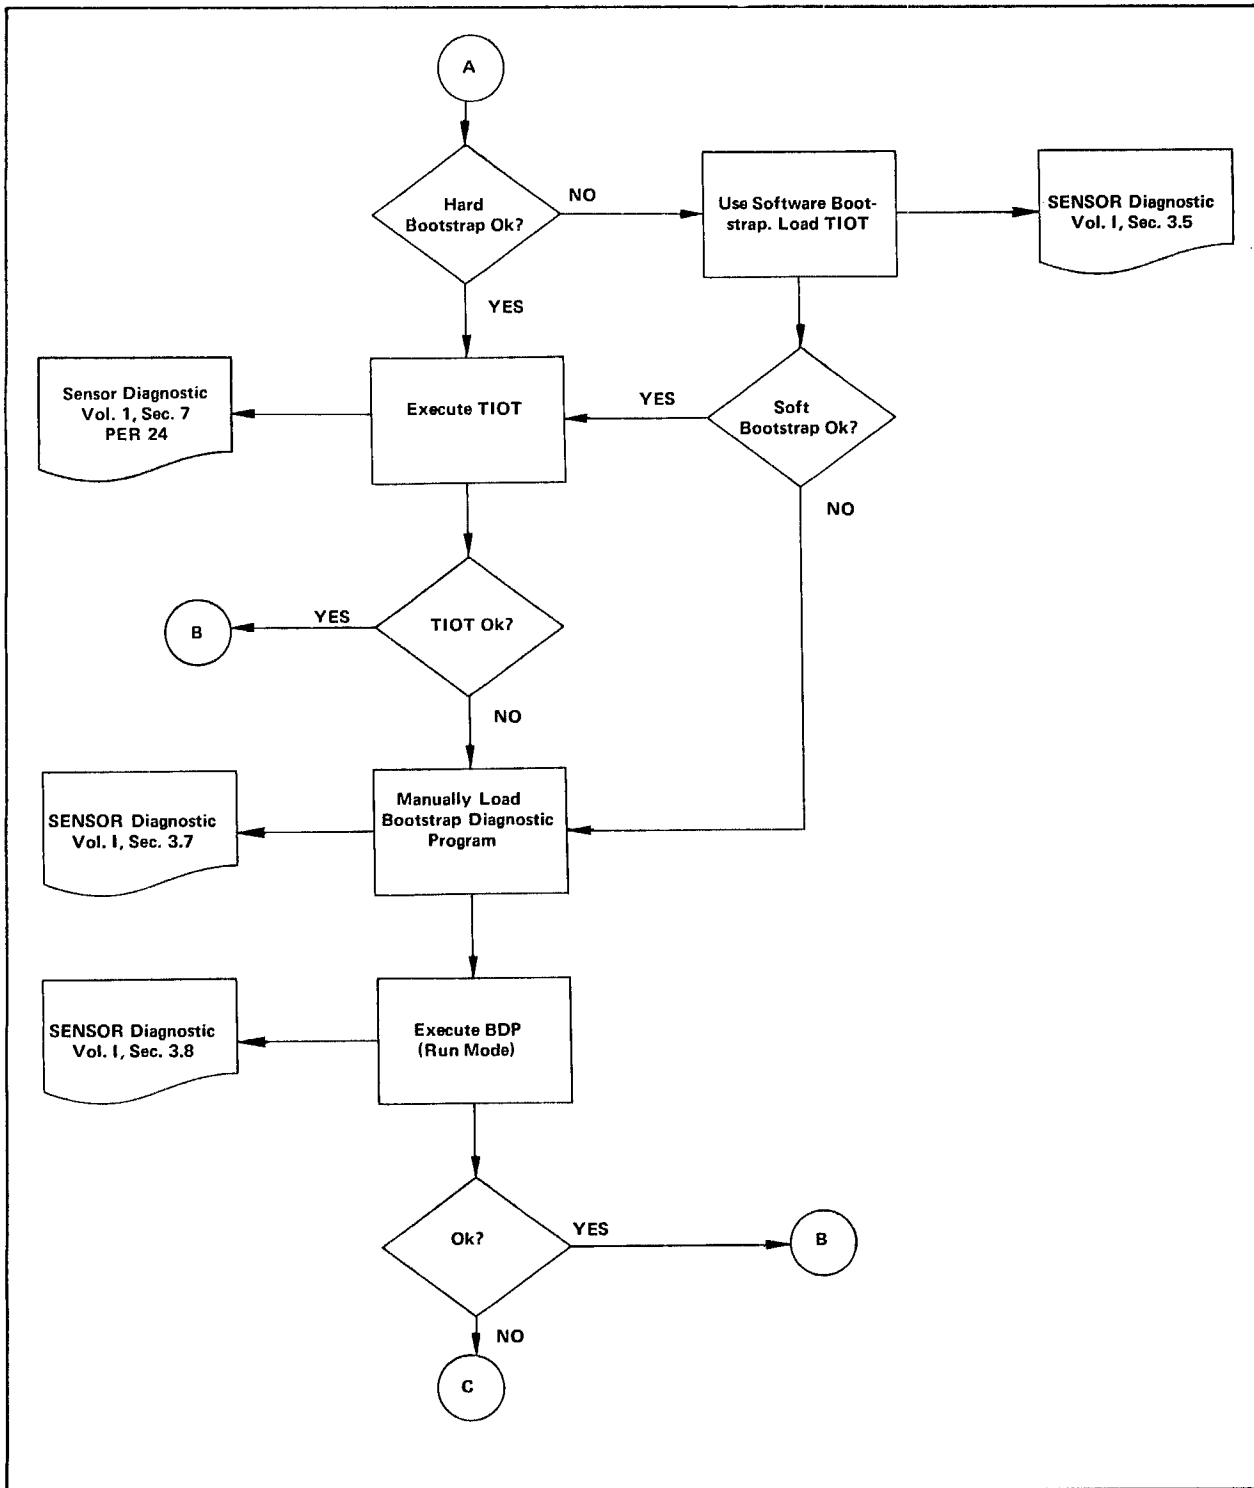 A
Hard
Bootstrap Ok?
NO
Use Software Boot-
strap. Load TIOT
SENSOR Diagnostic
Vol. I, Sec. 3.5
YES
Sensor Diagnostic
Vol. 1, Sec. 7
PER 24
Execute TIOT
YES
Soft
Bootstrap Ok?
NO
B
YES
TIOT Ok?
NO
SENSOR Diagnostic
Vol. I, Sec. 3.7
Manually Load
Bootstrap Diagnostic
Program
SENSOR Diagnostic
Vol. I, Sec. 3.8
Execute BDP
(Run Mode)
Ok?
YES
B
NO
C